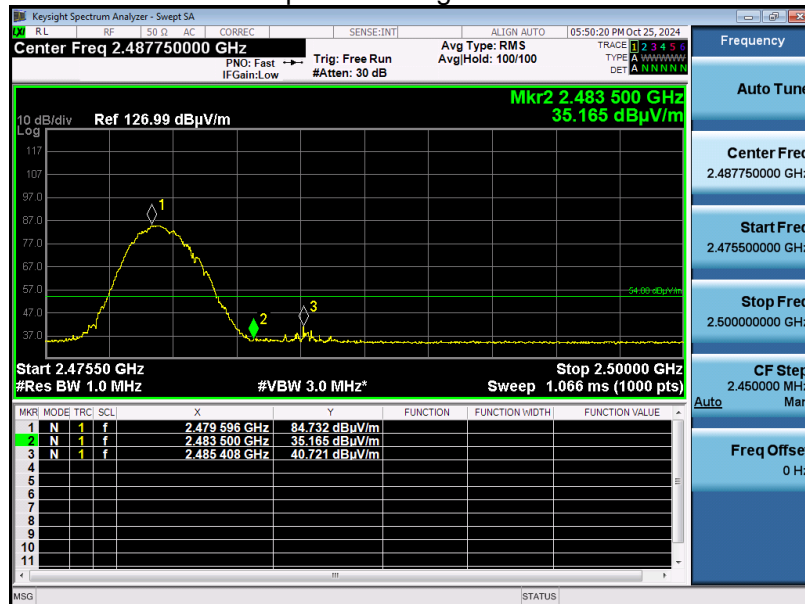 Keysight Spectrum Analyzer - Swept SA
RL RF 50 Ω AC CORREC SENSE:INT ALIGN AUTO 05:50:20 PM Oct 25, 2024
Center Freq 2.487750000 GHz
PNO: Fast
IFGain:Low
Trig: Free Run
#Atten: 30 dB
Avg Type: RMS
Avg|Hold: 100/100
TRACE 1 2 3 4 5 6
TYPE A WWWWW
DET A N N N N N
Frequency
Mkr2 2.483 500 GHz
35.165 dBµV/m
10 dB/div Ref 126.99 dBµV/m
Log
117
107
97.0
87.0
77.0
67.0
57.0
47.0
37.0
1
2
3
54.00 dBµV/m
Start 2.47550 GHz Stop 2.50000 GHz
#Res BW 1.0 MHz #VBW 3.0 MHz* Sweep 1.066 ms (1000 pts)
MKR MODE TRC SCL X Y FUNCTION FUNCTION WIDTH FUNCTION VALUE
1 N 1 f 2.479 596 GHz 84.732 dBµV/m
2 N 1 f 2.483 500 GHz 35.165 dBµV/m
3 N 1 f 2.485 408 GHz 40.721 dBµV/m
4
5
6
7
8
9
10
11
MSG STATUS
Auto Tune
Center Freq
2.487750000 GHz
Start Freq
2.475500000 GHz
Stop Freq
2.500000000 GHz
CF Step
2.450000 MHz
Auto Man
Freq Offset
0 Hz